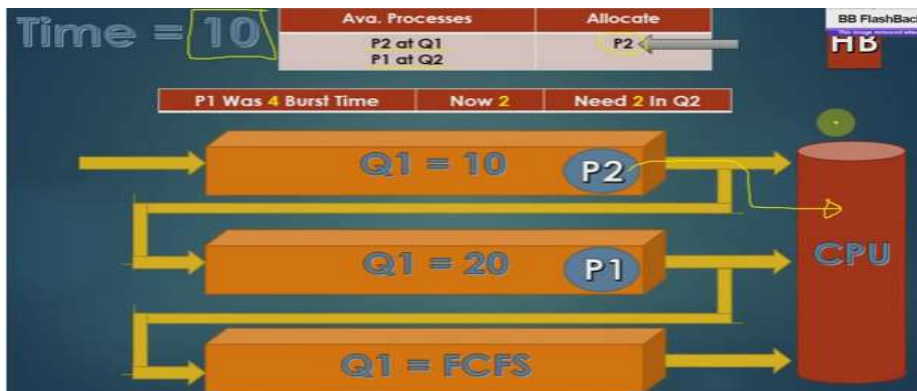 Time = 10
Ava. Processes Allocate
P2 at Q1 P2
P1 at Q2
BB FlashBack
HB
P1 Was 4 Burst Time Now 2 Need 2 In Q2
Q1 = 10 P2
Q1 = 20 P1
CPU
Q1 = FCFS